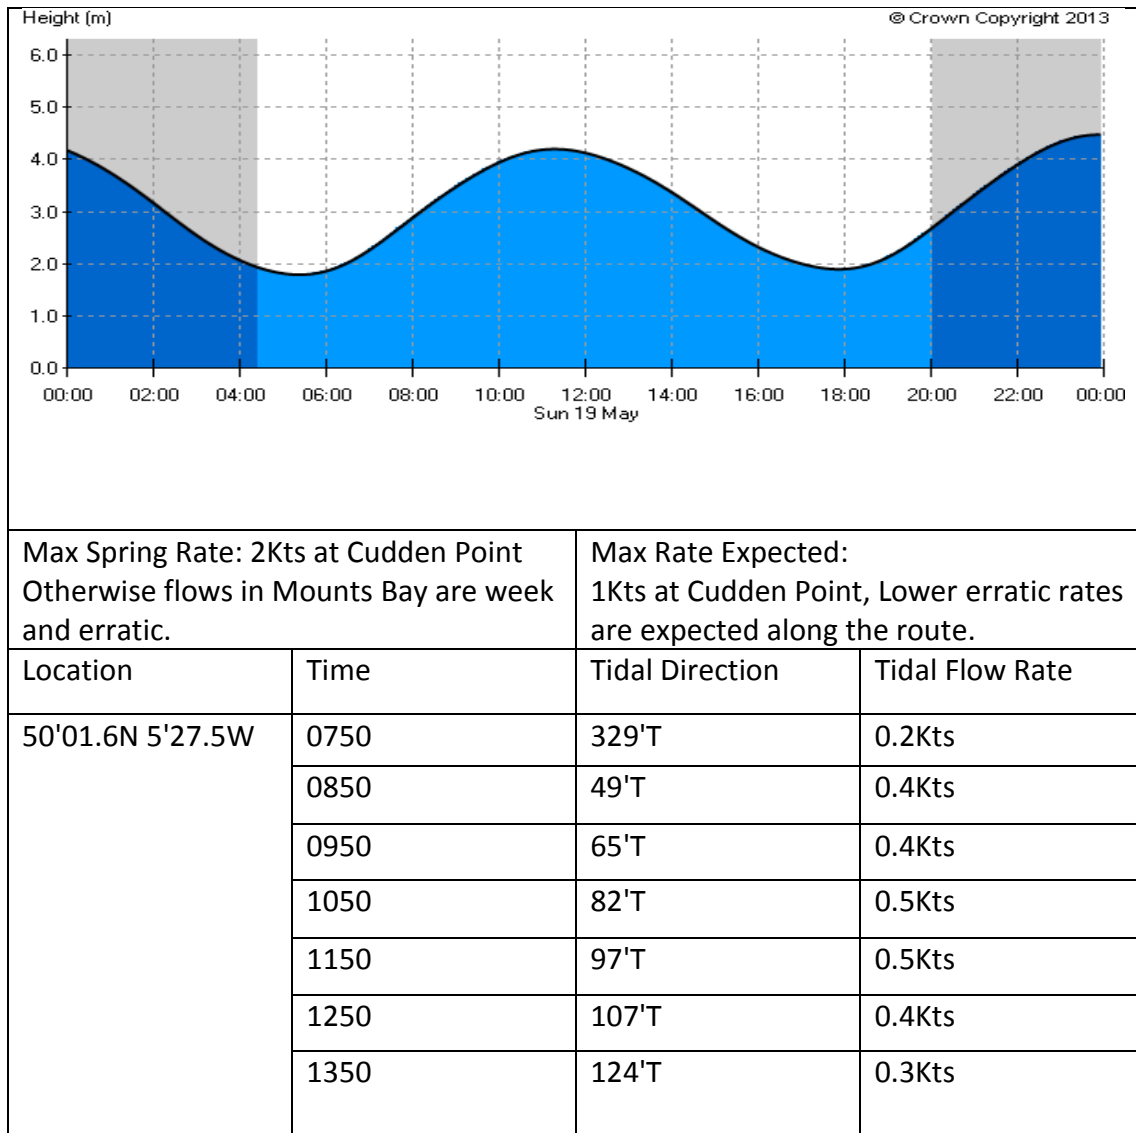 Height (m)
© Crown Copyright 2013
6.0
5.0
4.0
3.0
2.0
1.0
0.0
00:00 02:00 04:00 06:00 08:00 10:00 12:00 14:00 16:00 18:00 20:00 22:00 00:00
Sun 19 May
Max Spring Rate: 2Kts at Cudden Point
Otherwise flows in Mounts Bay are week
and erratic.
Max Rate Expected:
1Kts at Cudden Point, Lower erratic rates
are expected along the route.
Location Time Tidal Direction Tidal Flow Rate
50'01.6N 5'27.5W 0750 329'T 0.2Kts
0850 49'T 0.4Kts
0950 65'T 0.4Kts
1050 82'T 0.5Kts
1150 97'T 0.5Kts
1250 107'T 0.4Kts
1350 124'T 0.3Kts